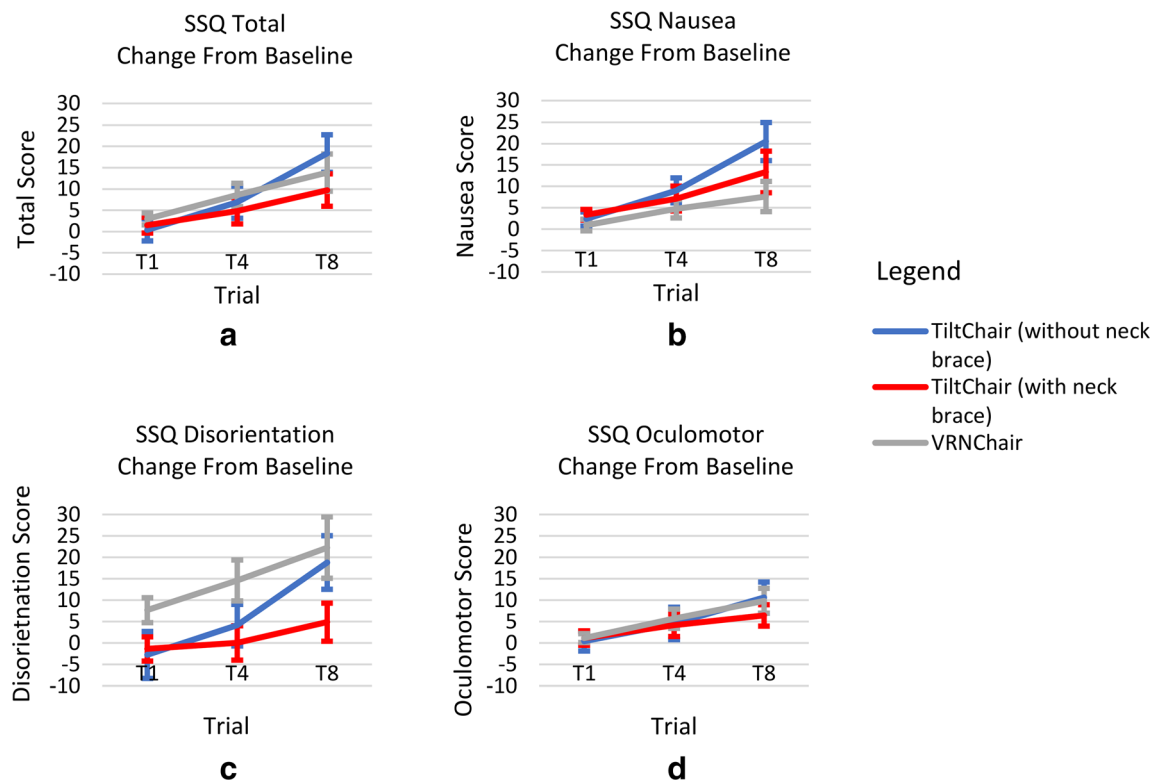 SSQ Total
Change From Baseline
30
25
20
15
10
5
0
-5
-10
Total Score
T1 T4 T8
Trial
a
SSQ Nausea
Change From Baseline
30
25
20
15
10
5
0
-5
-10
Nausea Score
T1 T4 T8
Trial
b
Legend
TiltChair (without neck
brace)
TiltChair (with neck
brace)
VRNChair
SSQ Disorientation
Change From Baseline
30
25
20
15
10
5
0
-5
-10
Disorietnation Score
T1 T4 T8
Trial
c
SSQ Oculomotor
Change From Baseline
30
25
20
15
10
5
0
-5
-10
Oculomotor Score
T1 T4 T8
Trial
d